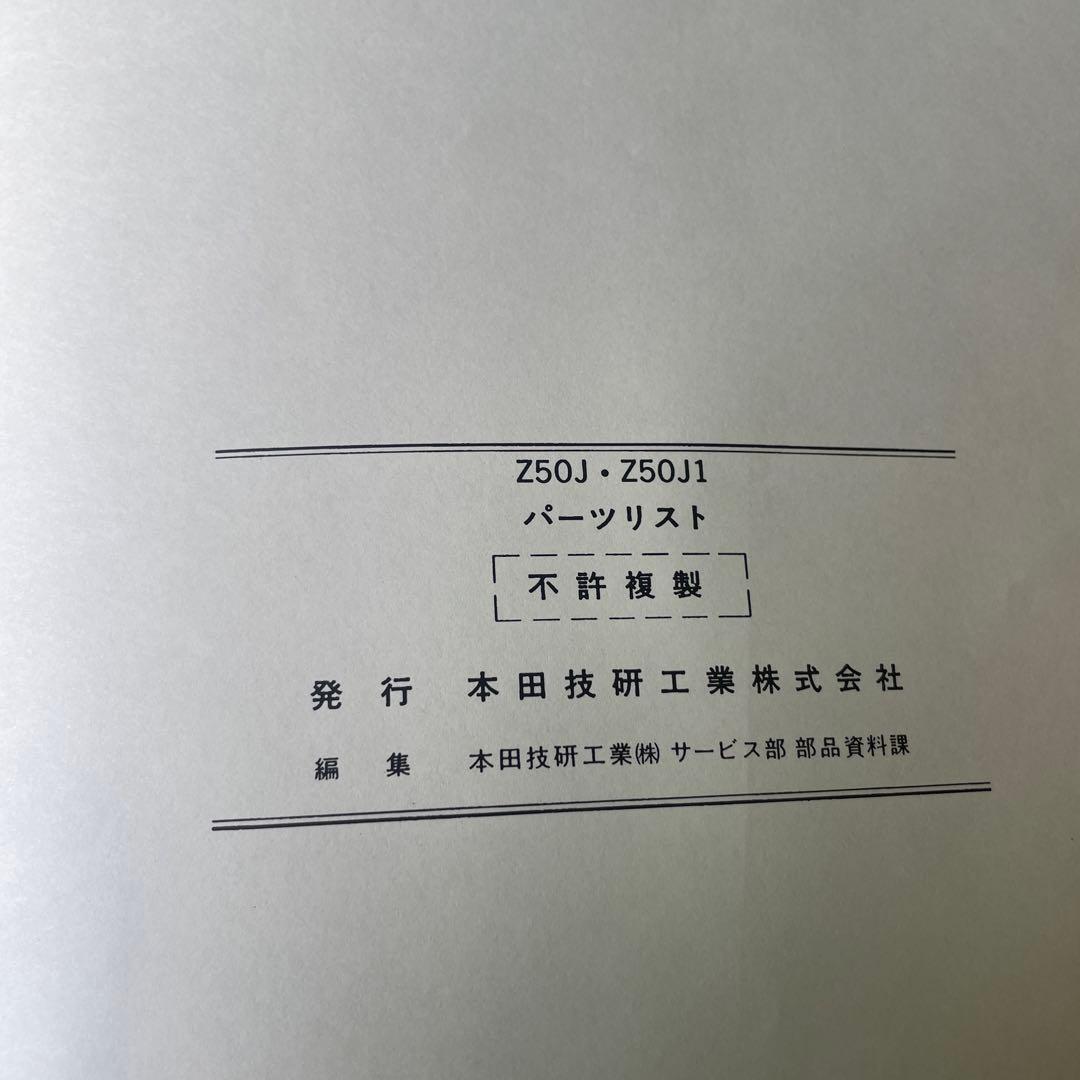 Z50J・Z50J1
パーツリスト
不許複製
発行 本田技研工業株式会社
編集 本田技研工業㈱ サービス部 部品資料課